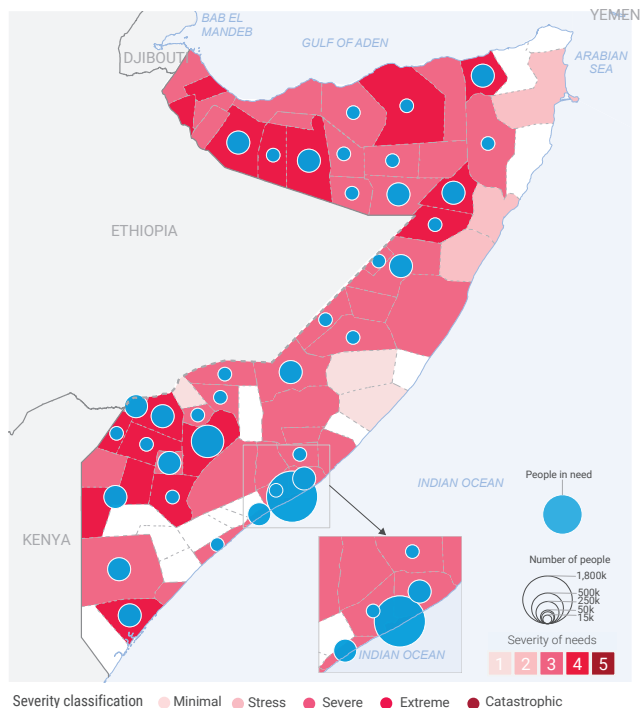 BAB EL
MANDEB
YEMEN
GULF OF ADEN
DJIBOUTI
ARABIAN
SEA
ETHIOPIA
INDIAN OCEAN
People in need
KENYA
Number of people
1,800k
500k
250k
50k
15k
Severity of needs
1 2 3 4 5
INDIAN OCEAN
Severity classification Minimal Stress Severe Extreme Catastrophic